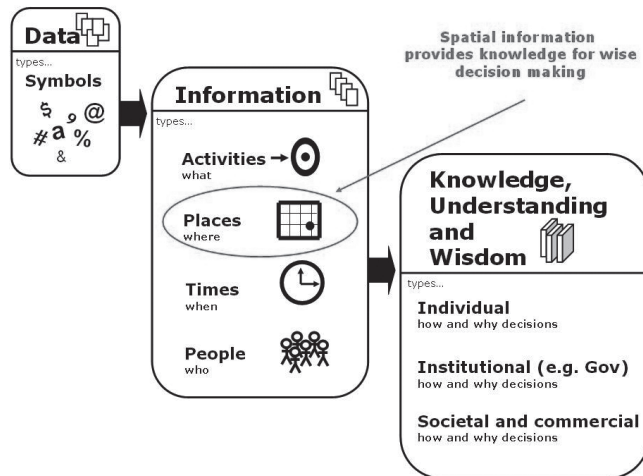 Data
types...
Symbols
$ , @
# a %
&
Spatial information
provides knowledge for wise
decision making
Information
types...
Activities
what
Places
where
Times
when
People
who
Knowledge,
Understanding
and
Wisdom
types...
Individual
how and why decisions
Institutional (e.g. Gov)
how and why decisions
Societal and commercial
how and why decisions